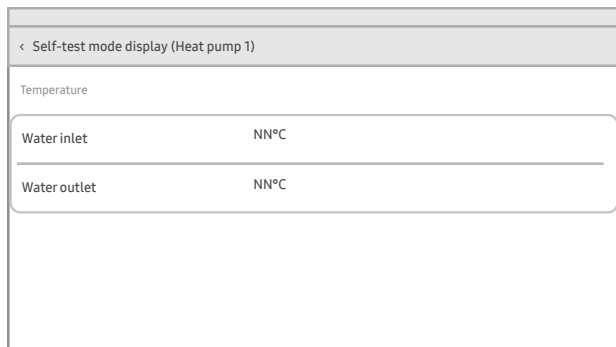 ‹ Self-test mode display (Heat pump 1)
Temperature
Water inlet NN°C
Water outlet NN°C